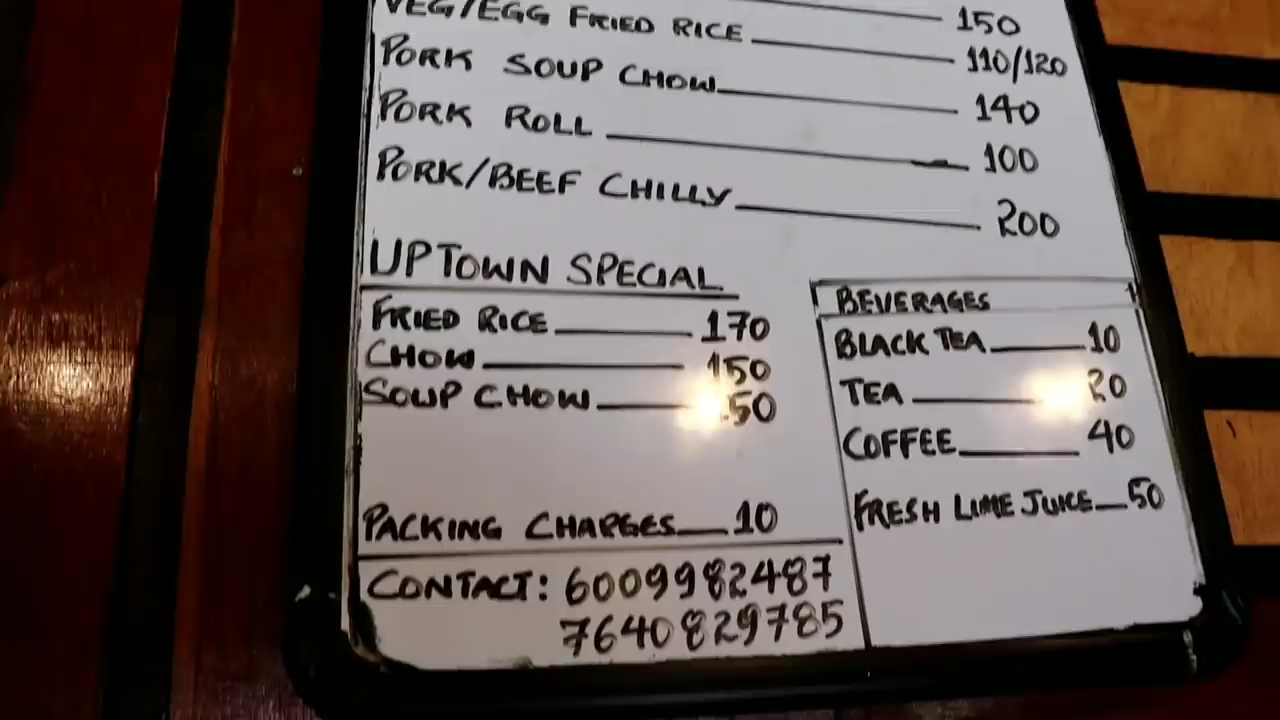 150
VEG/EGG FRIED RICE 110/120
PORK SOUP CHOW 140
PORK ROLL 100
PORK/BEEF CHILLY 200
UPTOWN SPECIAL
FRIED RICE 170
CHOW 150
SOUP CHOW 50
PACKING CHARGES 10
CONTACT: 6009982487
7640829785
BEVERAGES
BLACK TEA 10
TEA 20
COFFEE 40
FRESH LIME JUICE 50